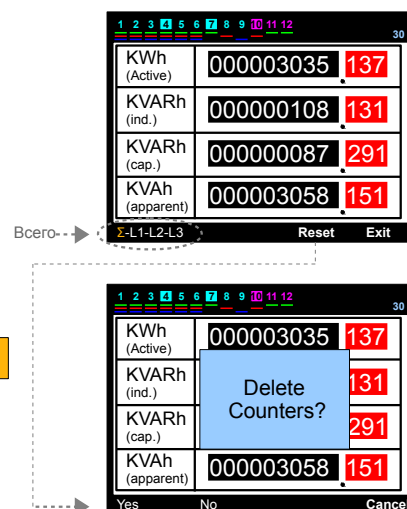 1 2 3 4 5 6 7 8 9 10 11 12
30
KWh
(Active)
000003035.137
KVARh
(ind.)
000000108.131
KVARh
(cap.)
000000087.291
KVAh
(apparent)
000003058.151
Всего
Σ-L1-L2-L3 Reset Exit
1 2 3 4 5 6 7 8 9 10 11 12
30
KWh
(Active)
000003035.137
KVARh
(ind.)
131
Delete
Counters?
KVARh
(cap.)
291
KVAh
(apparent)
000003058.151
Yes No Cance